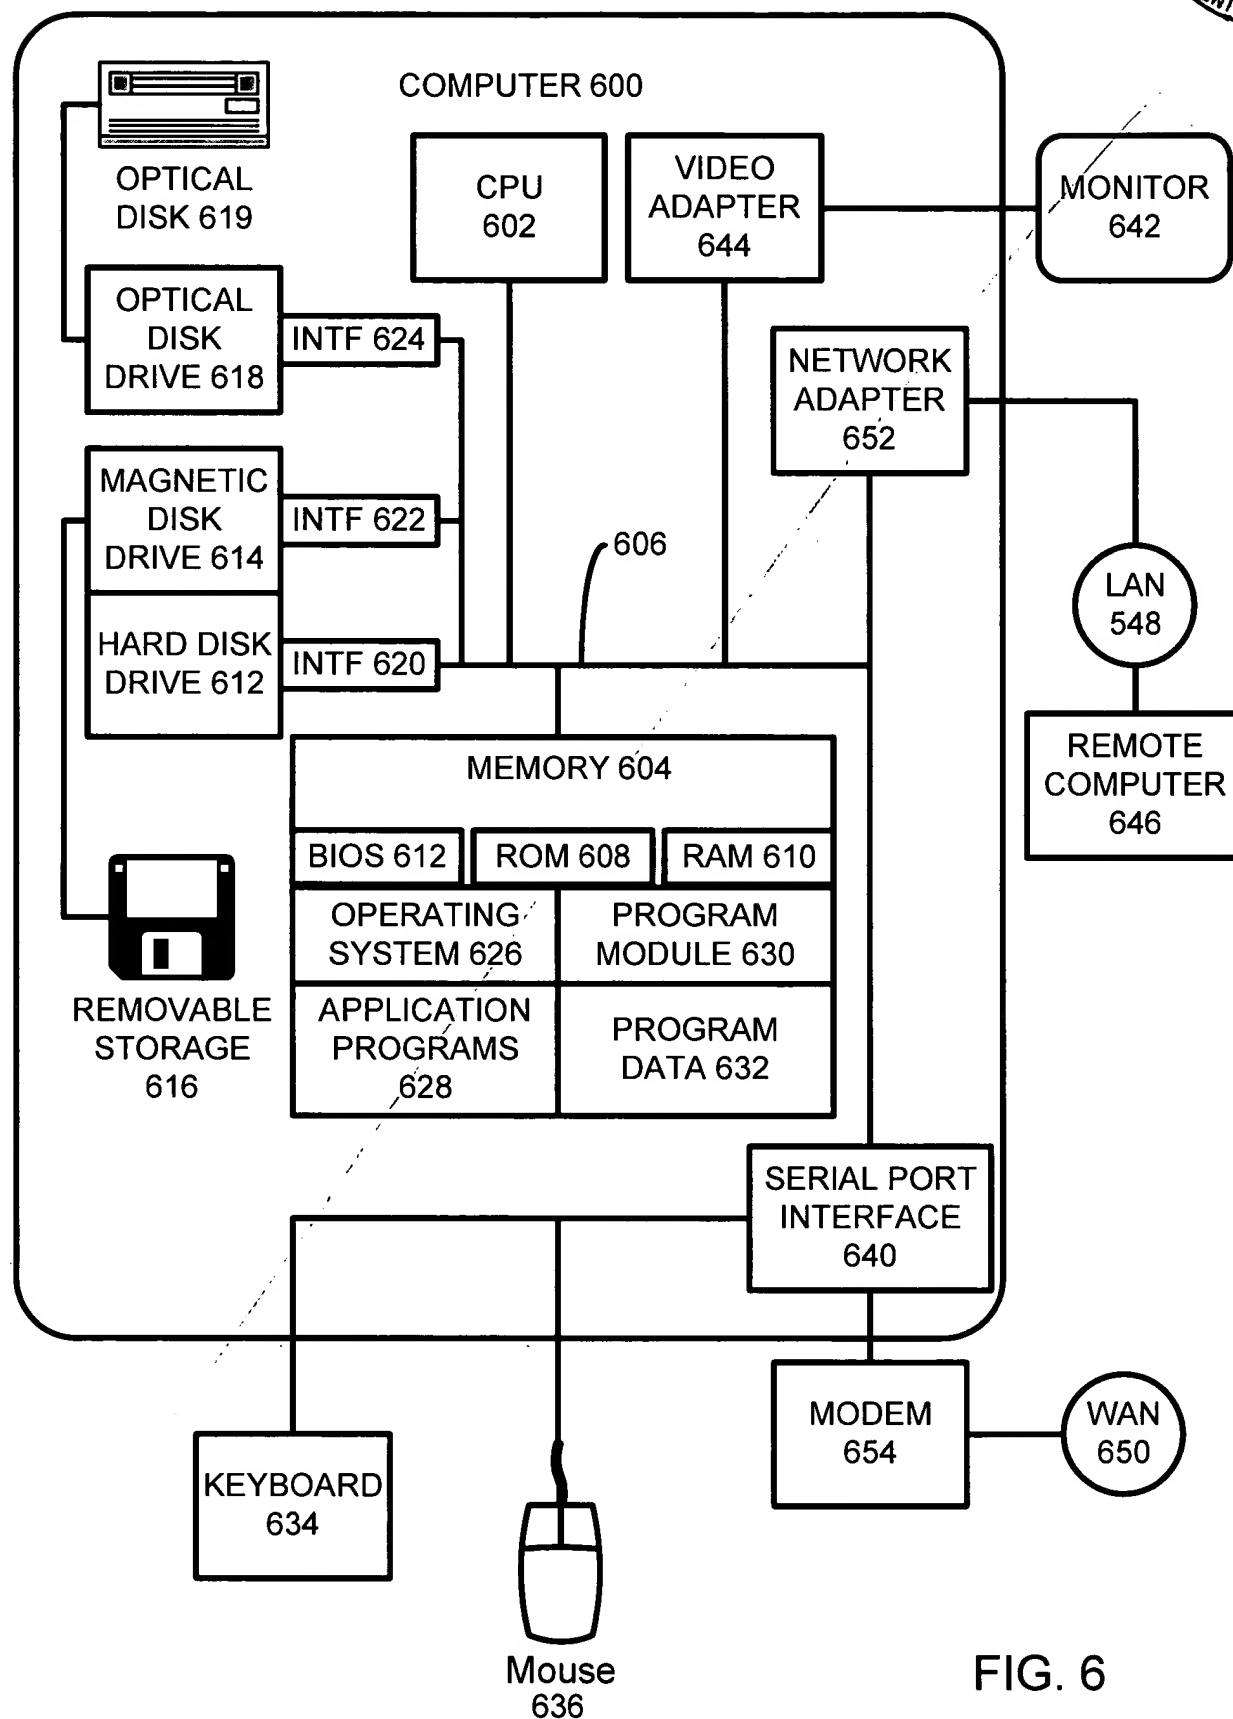 COMPUTER 600
OPTICAL
DISK 619
CPU
602
VIDEO
ADAPTER
644
MONITOR
642
OPTICAL
DISK
DRIVE 618
INTF 624
NETWORK
ADAPTER
652
MAGNETIC
DISK
DRIVE 614
INTF 622
606
LAN
548
HARD DISK
DRIVE 612
INTF 620
REMOTE
COMPUTER
646
MEMORY 604
BIOS 612
ROM 608
RAM 610
OPERATING
SYSTEM 626
PROGRAM
MODULE 630
APPLICATION
PROGRAMS
628
PROGRAM
DATA 632
REMOVABLE
STORAGE
616
SERIAL PORT
INTERFACE
640
MODEM
654
WAN
650
KEYBOARD
634
Mouse
636
FIG. 6